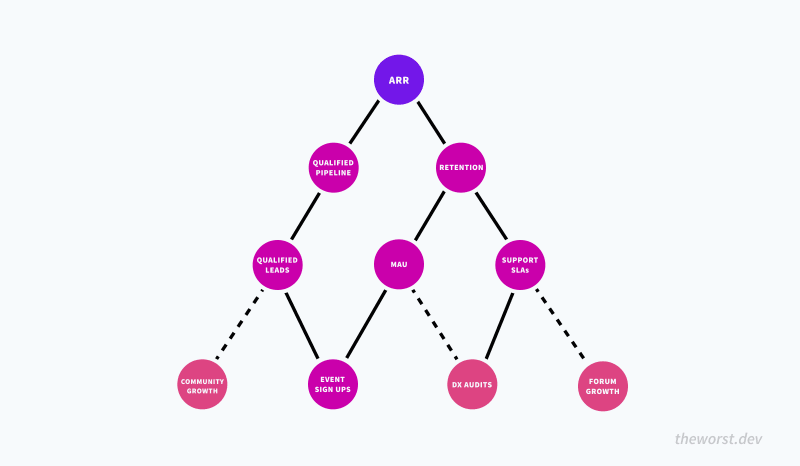 ARR
QUALIFIED
PIPELINE
RETENTION
QUALIFIED
LEADS
MAU
SUPPORT
SLAs
COMMUNITY
GROWTH
EVENT
SIGN UPS
DX AUDITS
FORUM
GROWTH
theworst.dev